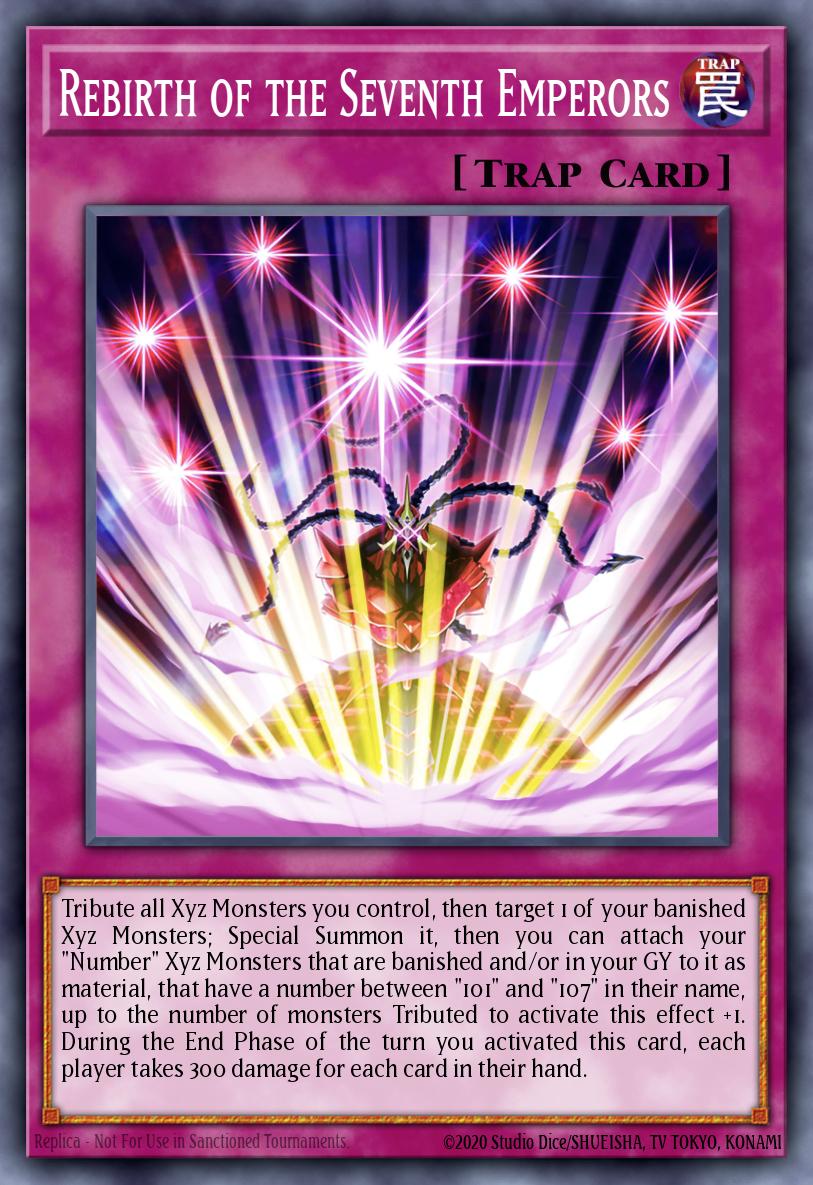 Rebirth of the Seventh Emperors
TRAP
罠
[Trap Card]
Tribute all Xyz Monsters you control, then target 1 of your banished
Xyz Monsters; Special Summon it, then you can attach your
"Number" Xyz Monsters that are banished and/or in your GY to it as
material, that have a number between "101" and "107" in their name,
up to the number of monsters Tributed to activate this effect +1.
During the End Phase of the turn you activated this card, each
player takes 300 damage for each card in their hand.
Replica - Not For Use in Sanctioned Tournaments.
©2020 Studio Dice/SHUEISHA, TV TOKYO, KONAMI